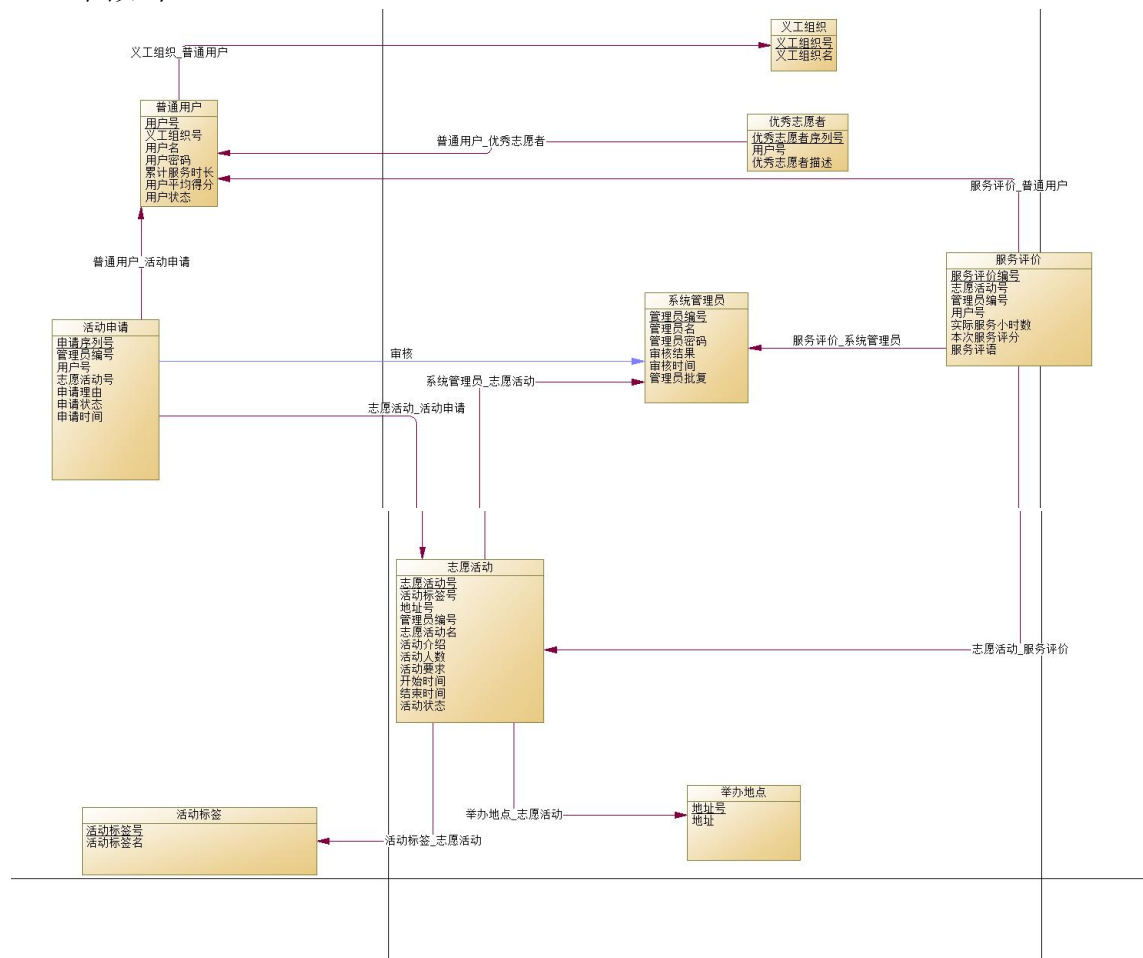 义工组织
义工组织号
义工组织名
义工组织_普通用户
普通用户
用户号
义工组织号
用户名
用户密码
累计服务时长
用户平均得分
用户状态
优秀志愿者
优秀志愿者序列号
用户号
优秀志愿者描述
普通用户_优秀志愿者
服务评价_普通用户
普通用户_活动申请
服务评价
服务评价编号
志愿活动号
管理员编号
用户号
实际服务小时数
本次服务评分
服务评语
系统管理员
管理员编号
管理员名
管理员密码
审核结果
审核时间
管理员批复
活动申请
申请序列号
管理员编号
用户号
志愿活动号
申请理由
申请状态
申请时间
服务评价_系统管理员
审核
系统管理员_志愿活动
志愿活动_活动申请
志愿活动
志愿活动号
活动标签号
地址号
管理员编号
志愿活动名
活动介绍
活动人数
活动要求
开始时间
结束时间
活动状态
志愿活动_服务评价
举办地点
地址号
地址
举办地点_志愿活动
活动标签
活动标签号
活动标签名
活动标签_志愿活动